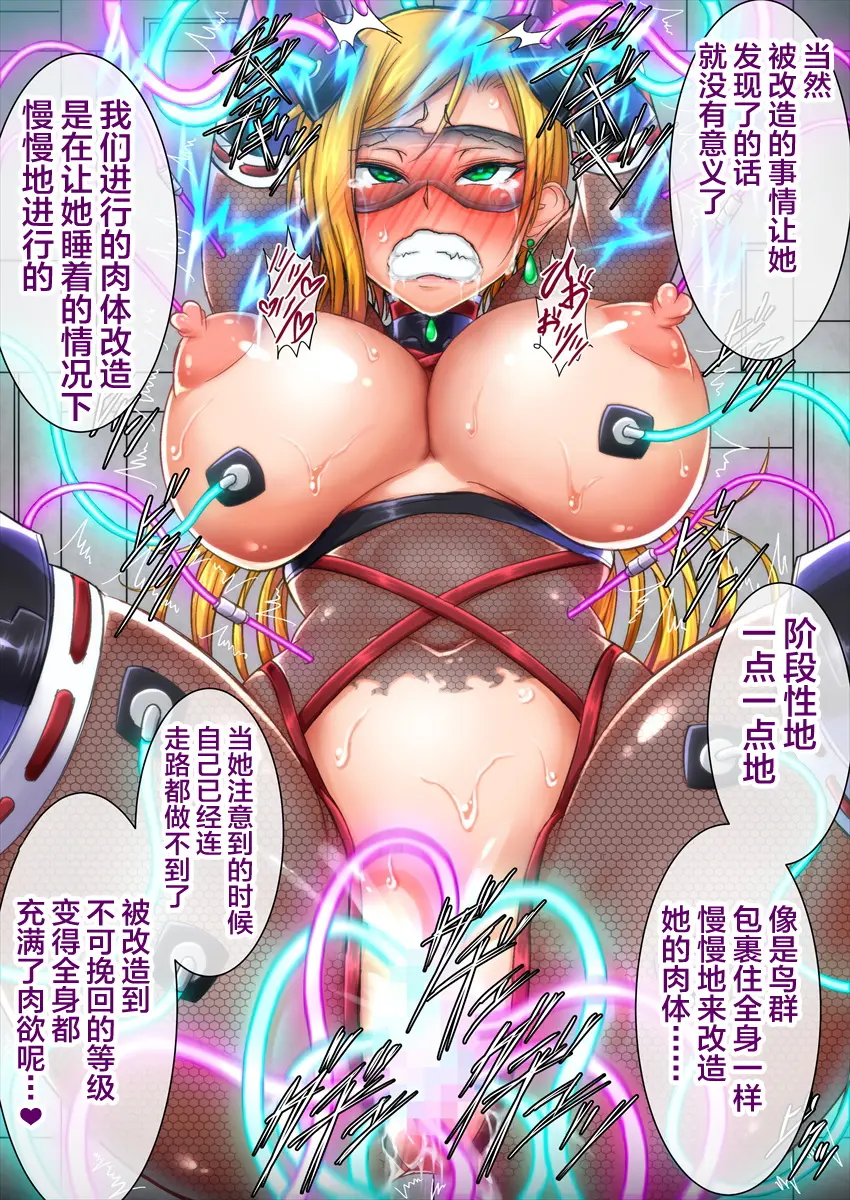 当然
被改造的事情让她
发现了的话
就没有意义了
我们进行的肉体改造
是在让她睡着的情况下
慢慢地进行的
阶段性地
一点一点地
像是鸟群
包裹住全身一样
慢慢地来改造
她的肉体……
当她注意到的时候
自己已经连
走路都做不到了
被改造到
不可挽回的等级
变得全身都
充满了肉欲呢…❤